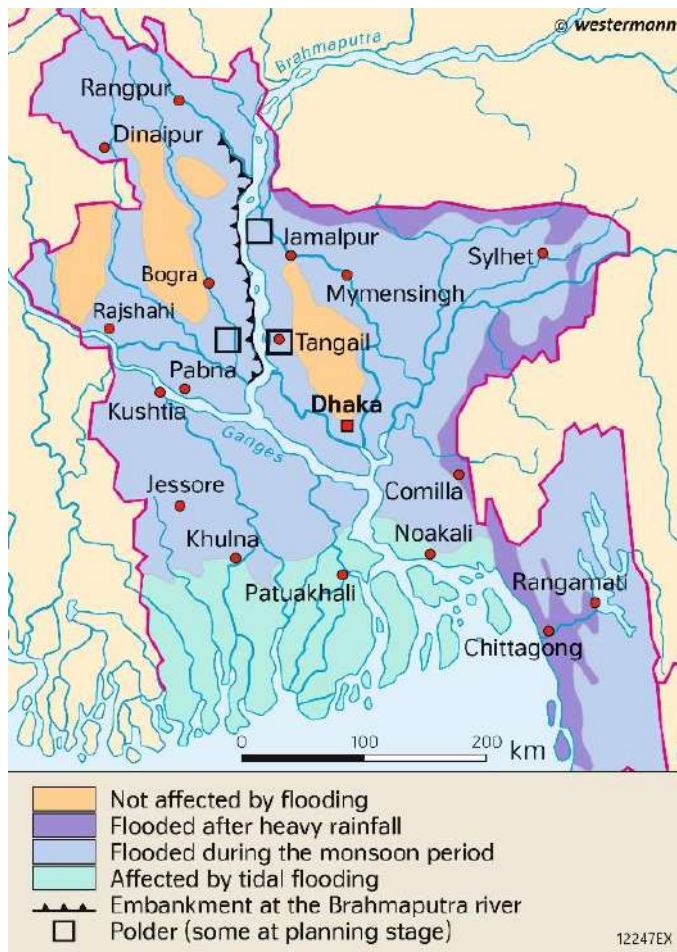 © westermann
Brahmaputra
Rangpur
Dinaipur
Jamalpur
Sylhet
Bogra
Mymensingh
Rajshahi
Tangail
Pabna
Dhaka
Kushtia
Ganges
Jessore
Comilla
Khulna
Noakali
Patuakhali
Rangamati
Chittagong
0 100 200 km
Not affected by flooding
Flooded after heavy rainfall
Flooded during the monsoon period
Affected by tidal flooding
Embankment at the Brahmaputra river
Polder (some at planning stage)
12247EX